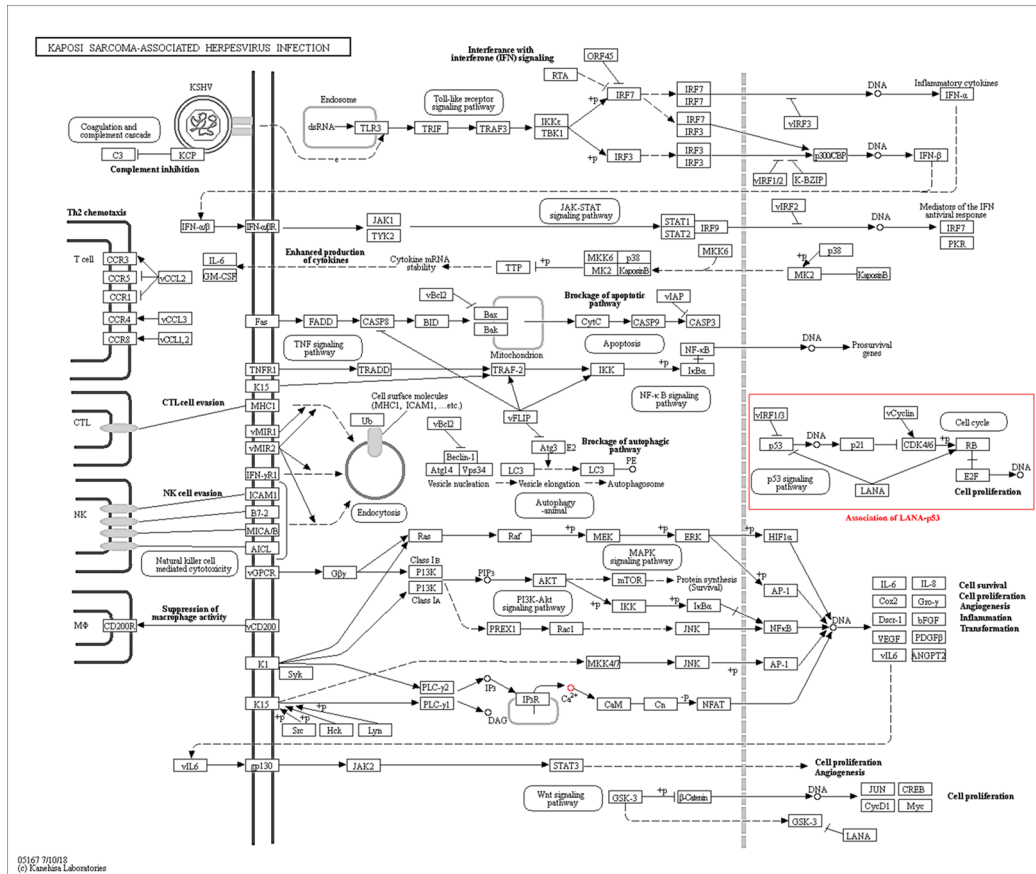 KAPOSI SARCOMA-ASSOCIATED HERPESVIRUS INFECTION
Interferance with
interferone (IFN) signaling
ORF45
RTA
KSHV
Endosome
Toll-like receptor
signaling pathway
IRF7
IRF7
IRF7
DNA
Inflammatory cytokines
IFN-α
vIRF3
Coagulation and
complement cascade
dsRNA
TLR3
TRIF
TRAF3
IKKε
TBK1
+p
IRF7
IRF3
C3
KCP
Complement inhibition
+p
IRF3
IRF3
IRF3
p300/CBP
DNA
IFN-β
vIRF1/2
K-BZIP
Th2 chemotaxis
IFN-α/β
IFN-α/βR
JAK1
TYK2
JAK-STAT
signaling pathway
STAT1
STAT2
IRF9
vIRF2
DNA
Mediators of the IFN
antiviral response
IRF7
PKR
T cell
CCR3
CCR5
CCR1
CCR4
CCR8
vCCL2
vCCL3
vCCL1,2
IL-6
GM-CSF
Enhanced production
of cytokines
Cytokine mRNA
stability
TTP
+p
MKK6
p38
MK2
KaposinB
MKK6
p38
+p
MK2
KaposinB
vBcl2
Brockage of apoptotic
pathway
vIAP
Fas
FADD
CASP8
BID
Bax
Bak
CytC
CASP9
CASP3
Mitochondrion
Apoptosis
TNF signaling
pathway
NF-κB
DNA
Prosurvival
genes
TNFR1
TRADD
TRAF-2
IKK
+p
IκBα
K15
NF-κ B signaling
pathway
CTL cell evasion
CTL
MHC1
vMIR1
vMIR2
Cell surface molecules
(MHC1, ICAM1, ...etc.)
Ub
vBcl2
vFLIP
Beclin-1
Atg14
Vps34
Atg3
E2
Brockage of autophagic
pathway
LC3
LC3
PE
Vesicle nucleation
Vesicle elongation
Autophagosome
Autophagy
-animal
vIRF1/3
vCyclin
Cell cycle
p53
DNA
p21
CDK4/6
+p
RB
p53 signaling
pathway
LANA
E2F
DNA
Cell proliferation
Association of LANA-p53
IFN-γR1
NK cell evasion
NK
ICAM1
B7-2
MICA/B
AICL
Endocytosis
Natural killer cell
mediated cytotoxicity
Ras
Raf
+p
MEK
+p
ERK
+p
HIF1α
MAPK
signaling pathway
vGPCR
Gβγ
Class IB
PI3K
PI3K
Class IA
PIP3
AKT
mTOR
Protein synthesis
(Survival)
+p
AP-1
PI3K-Akt
signaling pathway
+p
IKK
+p
IκBα
PREX1
Rac1
JNK
NFκB
DNA
IL-6
IL-8
Cox2
Gro-γ
Dscr-1
bFGF
VEGF
PDGFβ
vIL6
ANGPT2
Cell survival
Cell proliferation
Angiogenesis
Inflammation
Transformation
MΦ
CD200R
Suppression of
macrophage activity
vCD200
K1
Syk
MKK4/7
JNK
+p
AP-1
PLC-γ2
IP3
IP3R
Ca2+
K15
PLC-γ1
DAG
CaM
Cn
-p
NFAT
+p
+p
+p
Src
Hck
Lyn
vIL6
gp130
JAK2
STAT3
Cell proliferation
Angiogenesis
Wnt signaling
pathway
GSK-3
+p
β-Catenin
DNA
JUN
CREB
CycD1
Myc
Cell proliferation
GSK-3
LANA
05167 7/10/18
(c) Kanehisa Laboratories